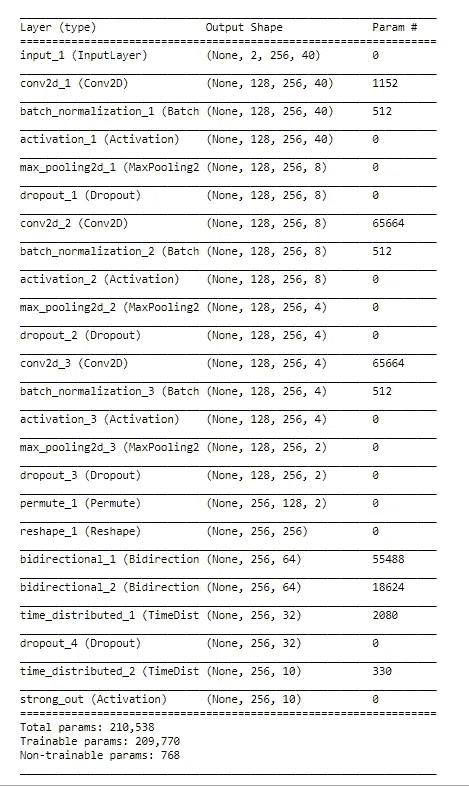 Layer (type) Output Shape Param #
input_1 (InputLayer) (None, 2, 256, 40) 0
conv2d_1 (Conv2D) (None, 128, 256, 40) 1152
batch_normalization_1 (Batch (None, 128, 256, 40) 512
activation_1 (Activation) (None, 128, 256, 40) 0
max_pooling2d_1 (MaxPooling2 (None, 128, 256, 8) 0
dropout_1 (Dropout) (None, 128, 256, 8) 0
conv2d_2 (Conv2D) (None, 128, 256, 8) 65664
batch_normalization_2 (Batch (None, 128, 256, 8) 512
activation_2 (Activation) (None, 128, 256, 8) 0
max_pooling2d_2 (MaxPooling2 (None, 128, 256, 4) 0
dropout_2 (Dropout) (None, 128, 256, 4) 0
conv2d_3 (Conv2D) (None, 128, 256, 4) 65664
batch_normalization_3 (Batch (None, 128, 256, 4) 512
activation_3 (Activation) (None, 128, 256, 4) 0
max_pooling2d_3 (MaxPooling2 (None, 128, 256, 2) 0
dropout_3 (Dropout) (None, 128, 256, 2) 0
permute_1 (Permute) (None, 256, 128, 2) 0
reshape_1 (Reshape) (None, 256, 256) 0
bidirectional_1 (Bidirection (None, 256, 64) 55488
bidirectional_2 (Bidirection (None, 256, 64) 18624
time_distributed_1 (TimeDist (None, 256, 32) 2080
dropout_4 (Dropout) (None, 256, 32) 0
time_distributed_2 (TimeDist (None, 256, 10) 330
strong_out (Activation) (None, 256, 10) 0
Total params: 210,538
Trainable params: 209,770
Non-trainable params: 768